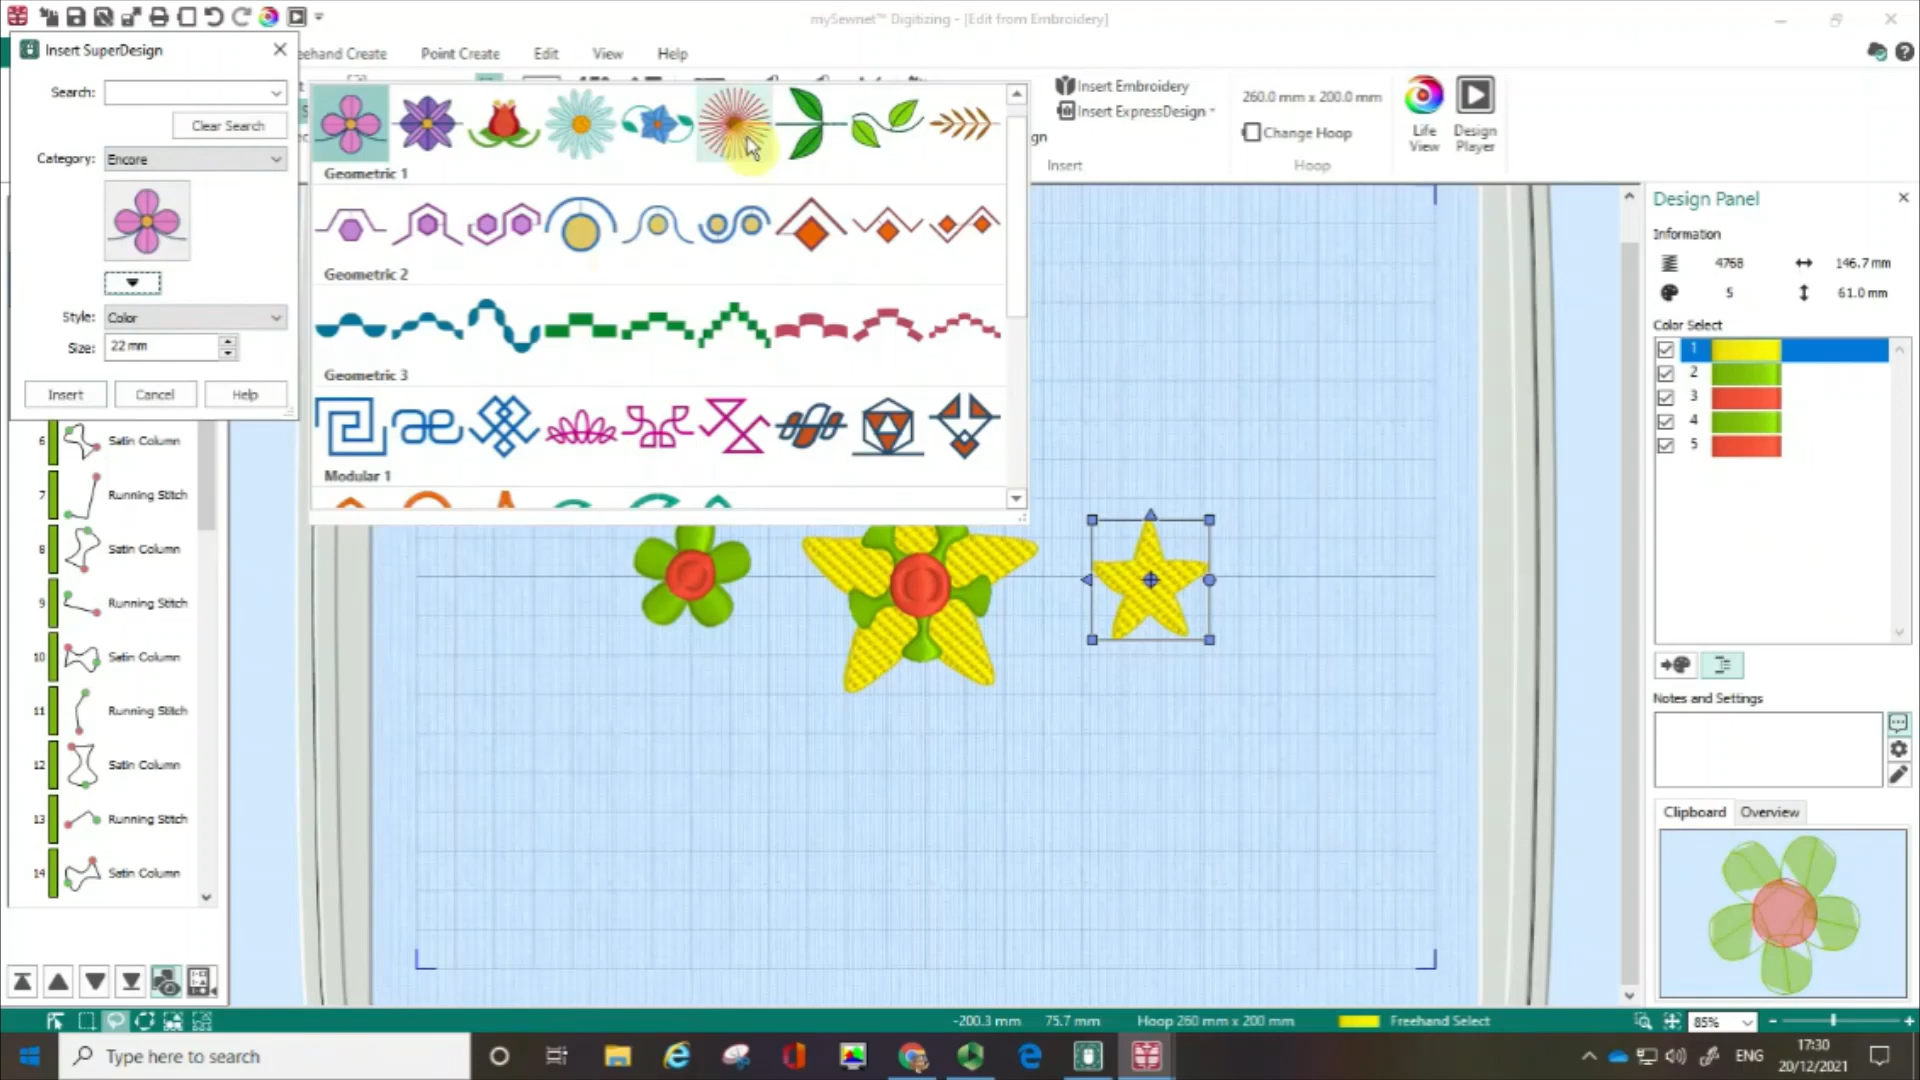 mySewnet™ Digitizing - [Edit from Embroidery]
Insert SuperDesign
Freehand Create
Point Create
Edit
View
Help
Search:
Clear Search
Category:
Encore
Style:
Color
Size:
22 mm
Insert
Cancel
Help
Geometric 1
Geometric 2
Geometric 3
Modular 1
Insert Embroidery
Insert ExpressDesign
Insert
260.0 mm x 200.0 mm
Change Hoop
Hoop
Life View
Design Player
6 Satin Column
7 Running Stitch
8 Satin Column
9 Running Stitch
10 Satin Column
11 Running Stitch
12 Satin Column
13 Running Stitch
14 Satin Column
Design Panel
Information
4768
146.7 mm
5
61.0 mm
Color Select
1
2
3
4
5
Notes and Settings
Clipboard
Overview
-200.3 mm
75.7 mm
Hoop 260 mm x 200 mm
Freehand Select
85%
Type here to search
ENG
17:30
20/12/2021